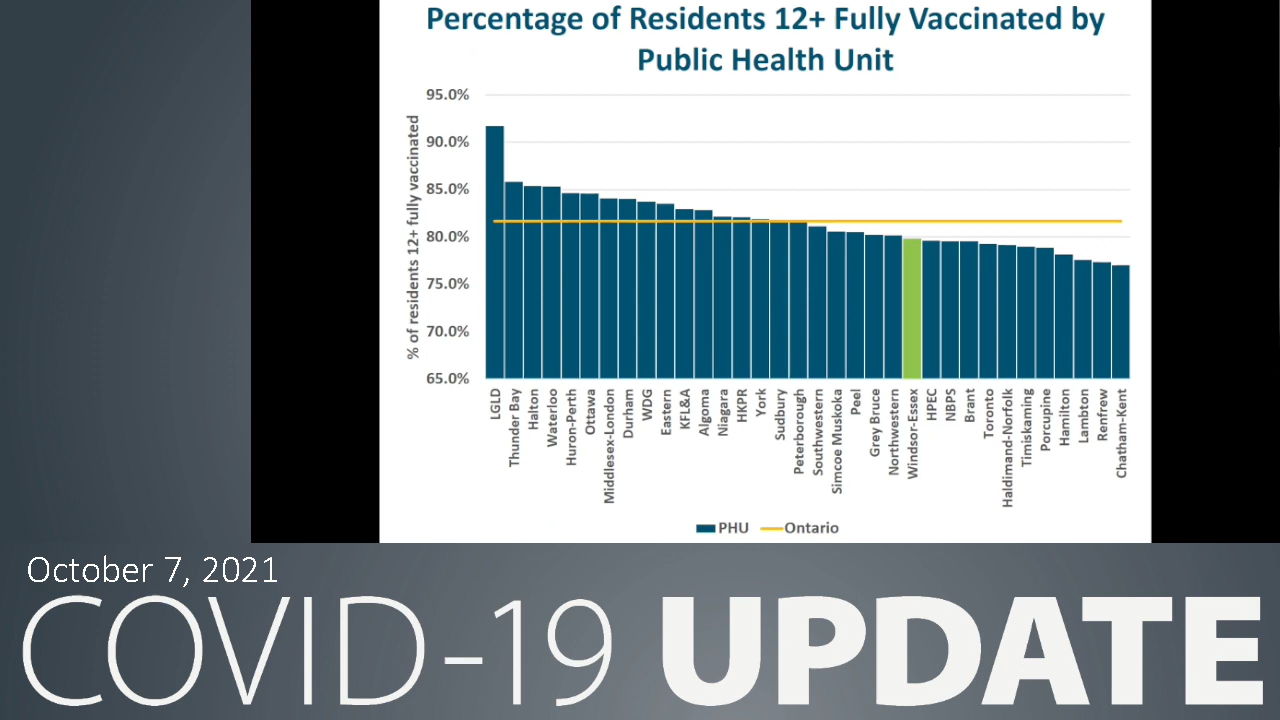 Percentage of Residents 12+ Fully Vaccinated by
Public Health Unit
% of residents 12+ fully vaccinated
95.0%
90.0%
85.0%
80.0%
75.0%
70.0%
65.0%
LGLD
Thunder Bay
Halton
Waterloo
Huron-Perth
Ottawa
Middlesex-London
Durham
WDG
Eastern
KFL&A
Algoma
Niagara
HKPR
York
Sudbury
Peterborough
Southwestern
Simcoe Muskoka
Peel
Grey Bruce
Northwestern
Windsor-Essex
HPEC
NBPS
Brant
Toronto
Haldimand-Norfolk
Timiskaming
Porcupine
Hamilton
Lambton
Renfrew
Chatham-Kent
PHU Ontario
October 7, 2021
COVID-19 UPDATE